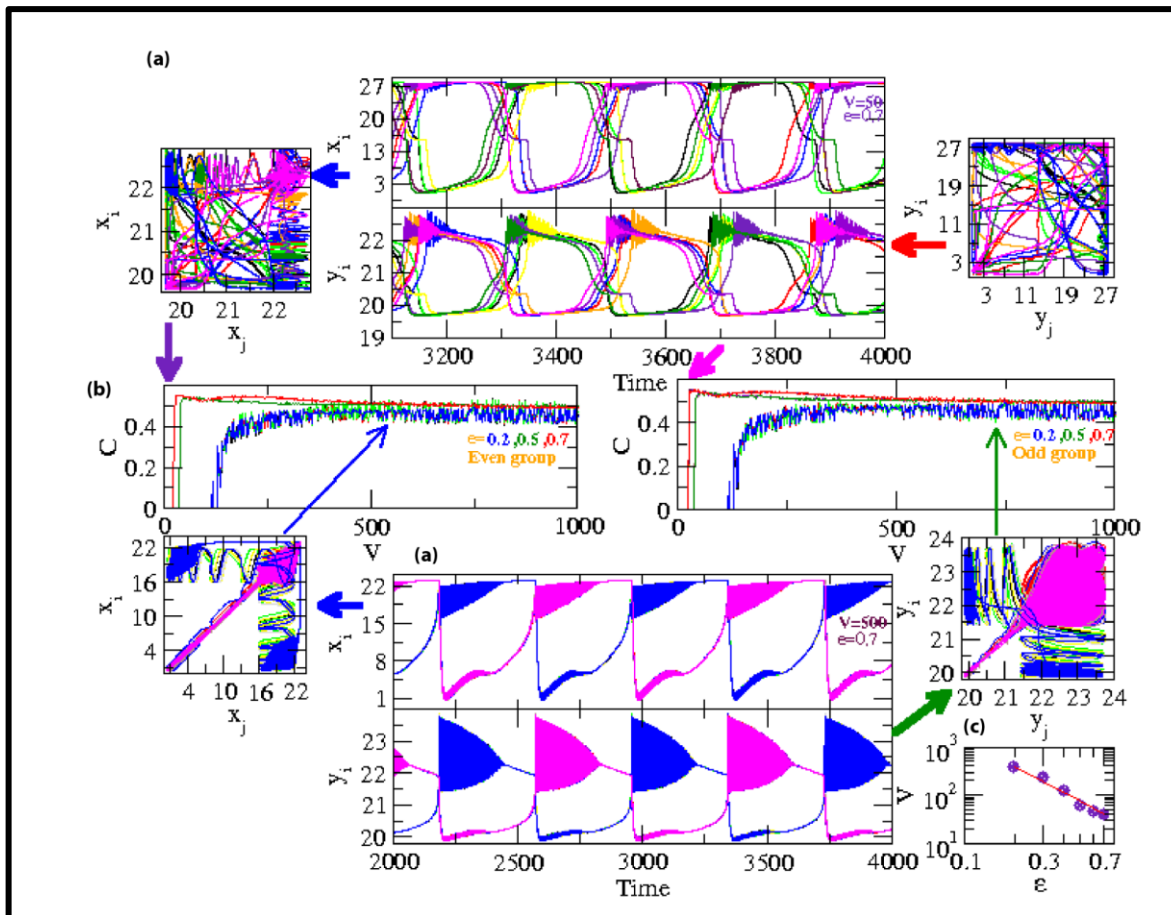 (a)
27
20
13
3
x_i
V=50
e=0.7
22
21
20
19
y_i
3200 3400 3600 3800 4000
Time
22
21
20
x_i
20 21 22
x_j
27
19
11
3
y_i
3 11 19 27
y_j
(b)
0.4
0.2
0
C
e=0.2 ,0.5 ,0.7
Even group
0 500 1000
V
0.4
0.2
0
C
e=0.2 ,0.5 ,0.7
Odd group
0 500 1000
V
22
16
10
4
x_i
4 10 16 22
x_j
(a)
22
15
8
1
x_i
V=500
e=0.7
23
22
21
20
y_i
2000 2500 3000 3500 4000
Time
24
23
22
21
20
y_i
20 21 22 23 24
y_j
(c)
10^3
10^2
10^1
V
0.1 0.3 0.7
ε